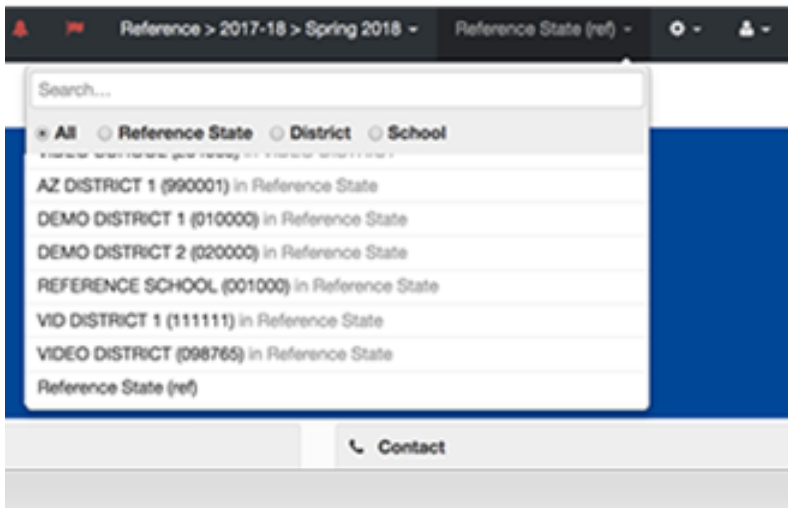 Reference > 2017-18 > Spring 2018 Reference State (ref)
Search...
All Reference State District School
AZ DISTRICT 1 (990001) in Reference State
DEMO DISTRICT 1 (010000) in Reference State
DEMO DISTRICT 2 (020000) in Reference State
REFERENCE SCHOOL (001000) in Reference State
VID DISTRICT 1 (111111) in Reference State
VIDEO DISTRICT (098765) in Reference State
Reference State (ref)
Contact